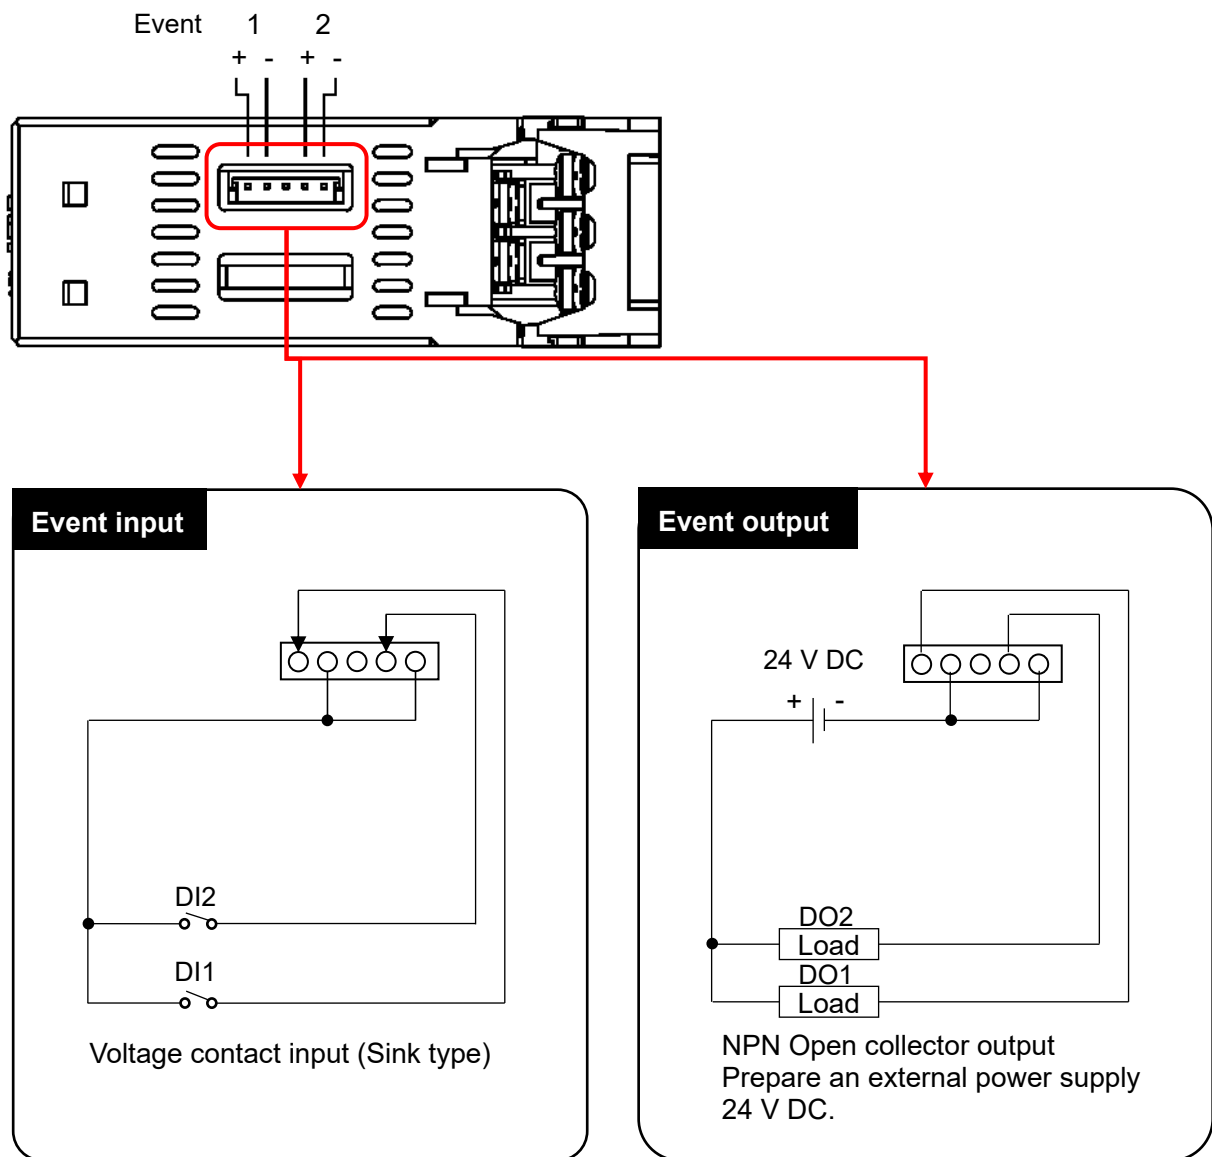 Event 1 2
+ - + -
Event input
DI2
DI1
Voltage contact input (Sink type)
Event output
24 V DC
+ -
DO2
Load
DO1
Load
NPN Open collector output
Prepare an external power supply
24 V DC.